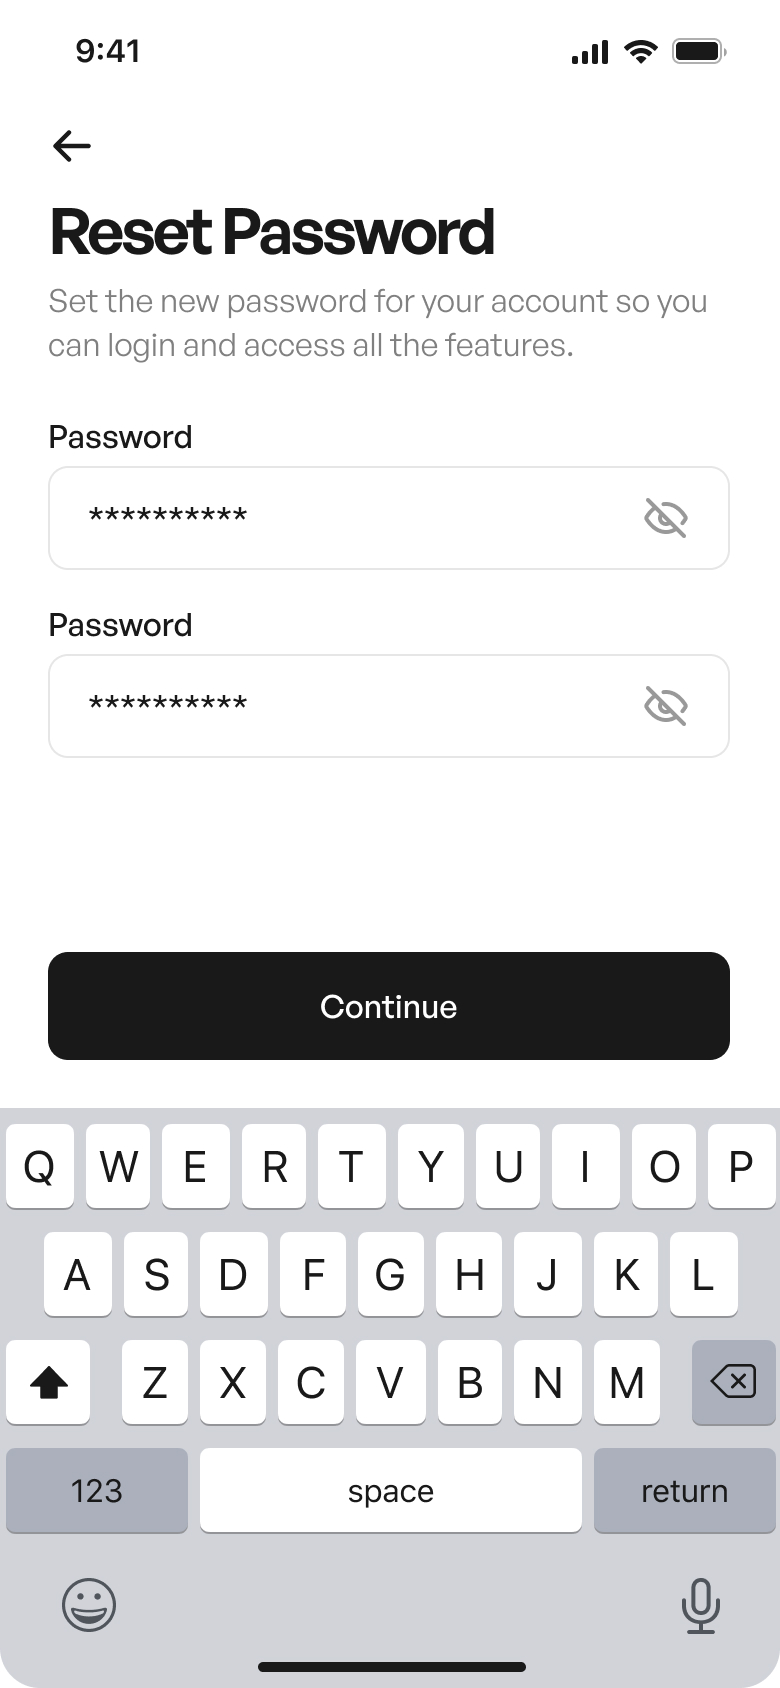 9:41
Reset Password
Set the new password for your account so you
can login and access all the features.
Password
**********
Password
**********
Continue
Q W E R T Y U I O P
A S D F G H J K L
Z X C V B N M
123 space return